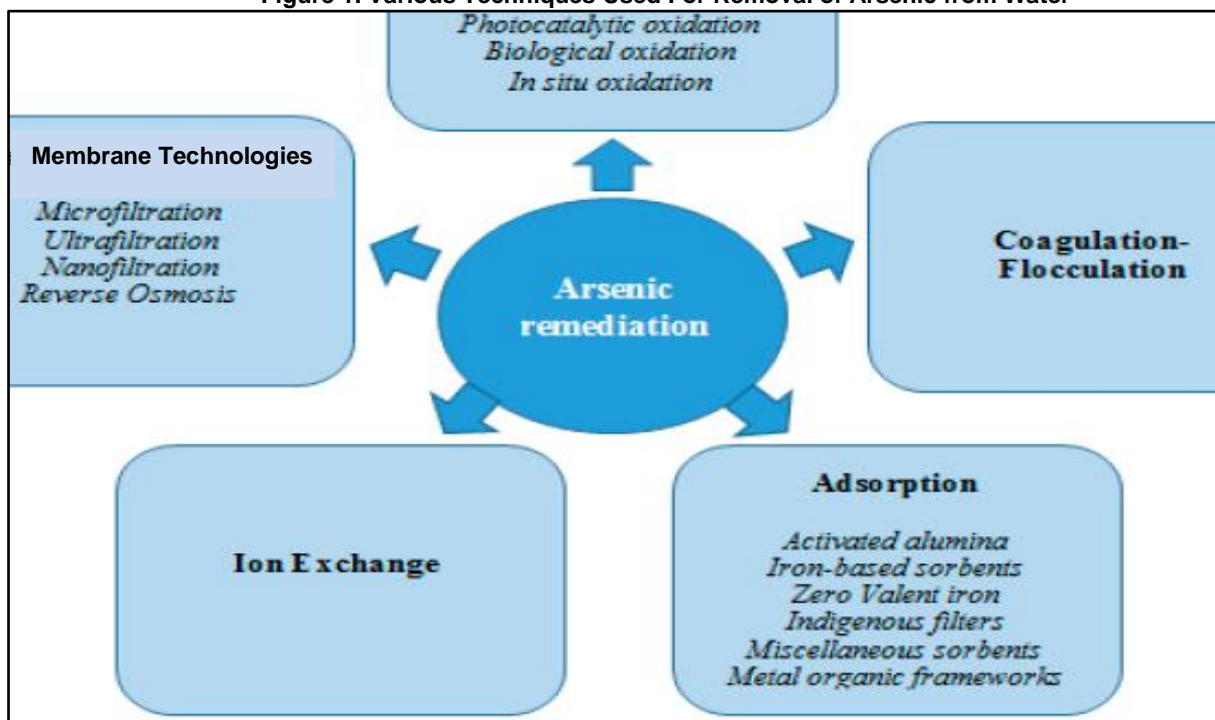 Figure 1: Various Techniques Used For Removal of Arsenic from Water
Photocatalytic oxidation
Biological oxidation
In situ oxidation
Membrane Technologies
Microfiltration
Ultrafiltration
Nanofiltration
Reverse Osmosis
Arsenic
remediation
Coagulation-
Flocculation
Ion Exchange
Adsorption
Activated alumina
Iron-based sorbents
Zero Valent iron
Indigenous filters
Miscellaneous sorbents
Metal organic frameworks